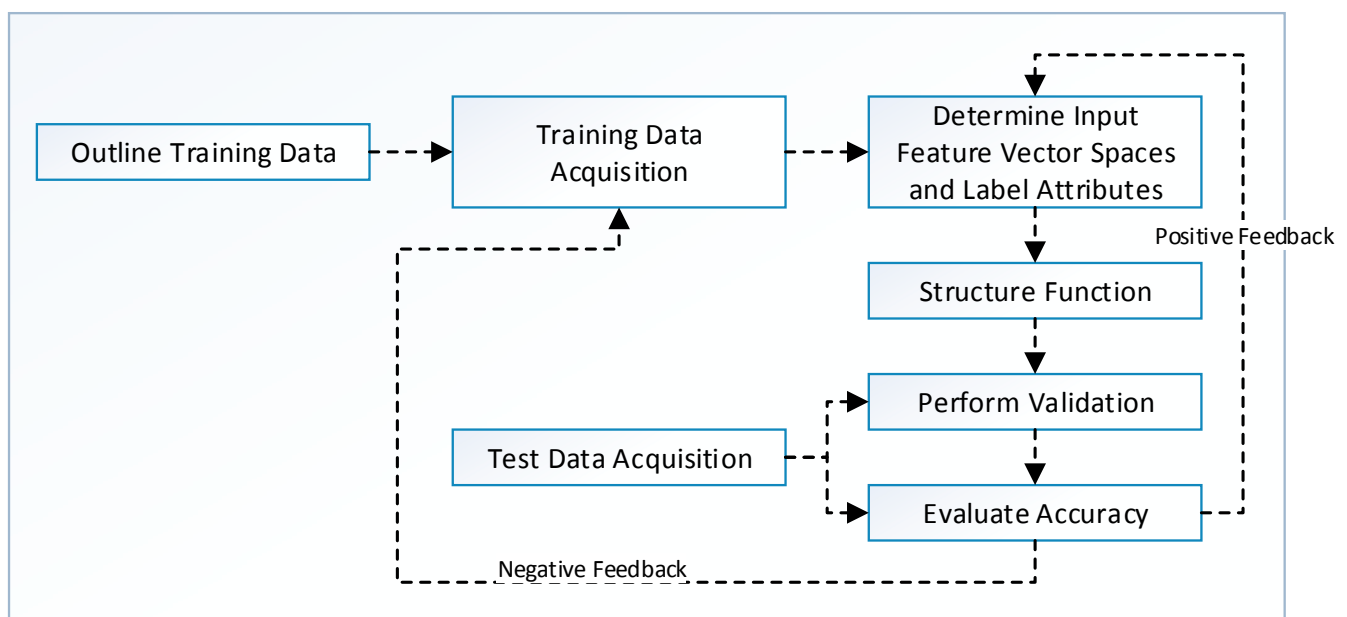 Outline Training Data
Training Data
Acquisition
Determine Input
Feature Vector Spaces
and Label Attributes
Positive Feedback
Structure Function
Perform Validation
Test Data Acquisition
Evaluate Accuracy
Negative Feedback